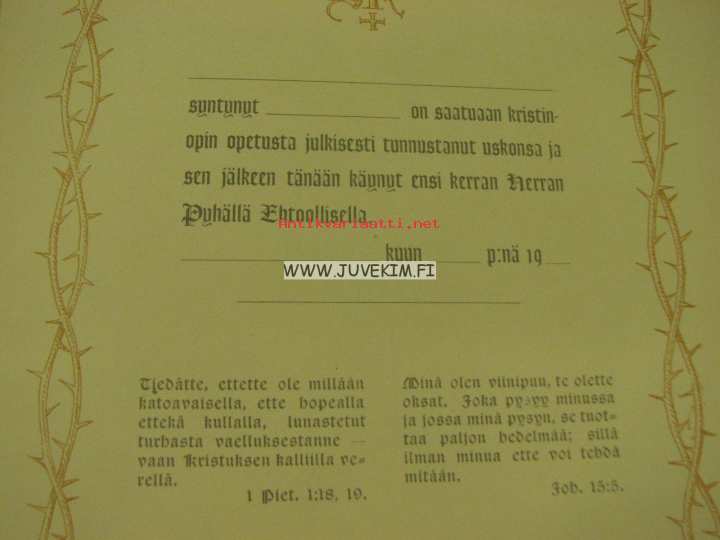 syntynyt on saatuaan kristin-
opin opetusta julkisesti tunnustanut uskonsa ja
sen jälkeen tänään käynyt ensi kerran Herran
Pyhällä Ehtoollisella
Antikvariaatti.net
kuun p:nä 19
WWW.JUVEKIM.FI
Tiedätte, ettette ole millään
katoavaisella, ette hopealla
ettekä kullalla, lunastetut
turhasta vaelluksestanne —
vaan Kristuksen kalliilla ve-
rellä.
1 Piet. 1:18, 19.
Minä olen viinipuu, te olette
oksat. Joka pysyy minussa
ja jossa minä pysyn, se tuot-
taa paljon hedelmää; sillä
ilman minua ette voi tehdä
mitään.
Joh. 15:5.